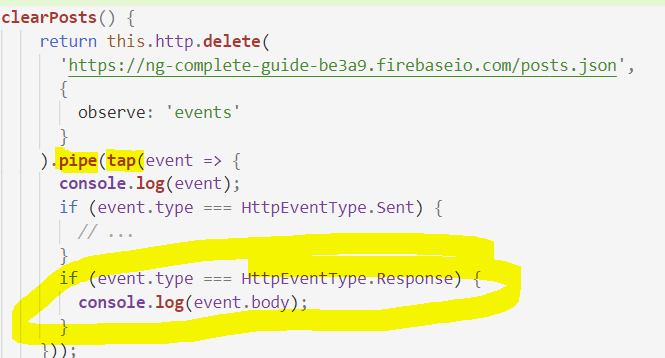 clearPosts() {
return this.http.delete(
'https://ng-complete-guide-be3a9.firebaseio.com/posts.json',
{
observe: 'events'
}
).pipe(tap(event => {
console.log(event);
if (event.type === HttpEventType.Sent) {
// ...
}
if (event.type === HttpEventType.Response) {
console.log(event.body);
}
}));